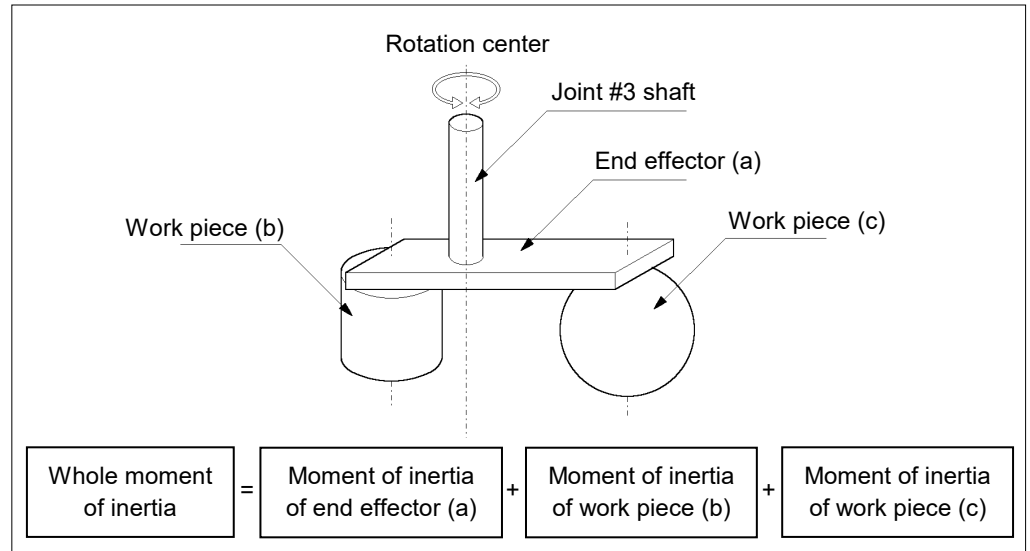 Rotation center
Joint #3 shaft
End effector (a)
Work piece (b)
Work piece (c)
Whole moment
of inertia
=
Moment of inertia
of end effector (a)
+
Moment of inertia
of work piece (b)
+
Moment of inertia
of work piece (c)